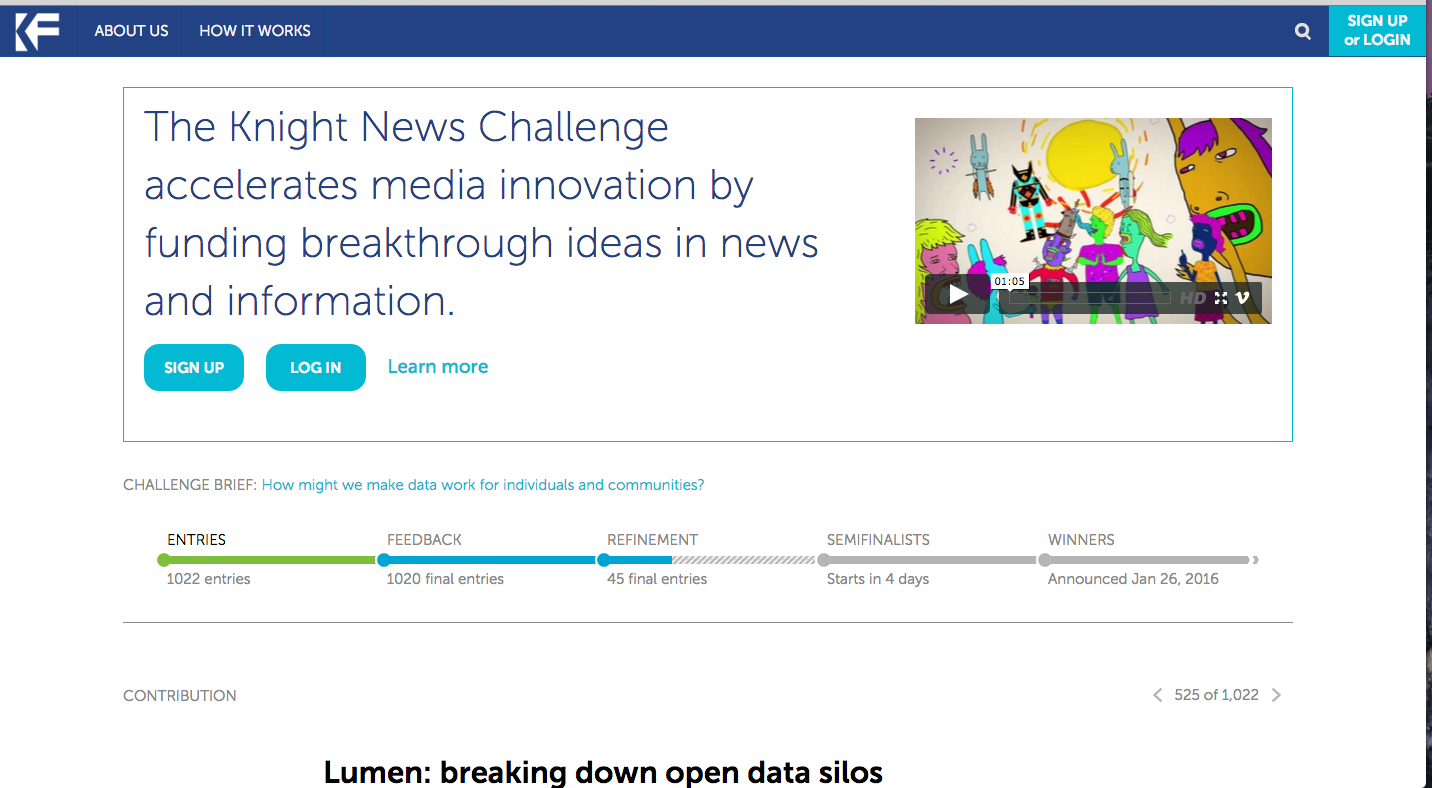 KF
ABOUT US
HOW IT WORKS
SIGN UP
or LOGIN
The Knight News Challenge
accelerates media innovation by
funding breakthrough ideas in news
and information.
01:05
HD
SIGN UP
LOG IN
Learn more
CHALLENGE BRIEF: How might we make data work for individuals and communities?
ENTRIES
FEEDBACK
REFINEMENT
SEMIFINALISTS
WINNERS
1022 entries
1020 final entries
45 final entries
Starts in 4 days
Announced Jan 26, 2016
CONTRIBUTION
525 of 1,022
Lumen: breaking down open data silos